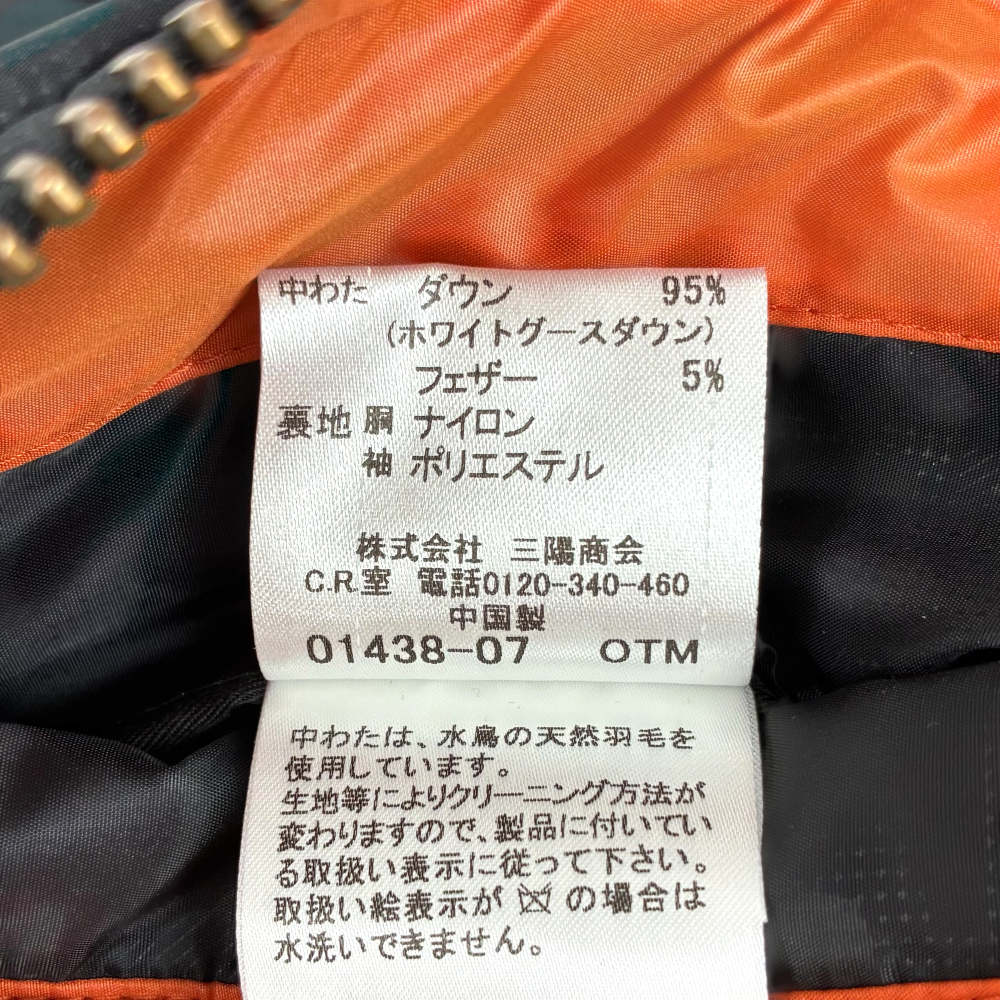 中わた ダウン 95%
(ホワイトグースダウン)
フェザー 5%
裏地 胴 ナイロン
袖 ポリエステル
株式会社 三陽商会
C.R.室 電話0120-340-460
中国製
01438-07 OTM
中わたは、水鳥の天然羽毛を
使用しています。
生地等によりクリーニング方法が
変わりますので、製品に付いてい
る取扱い表示に従って下さい。
取扱い絵表示が の場合は
水洗いできません。